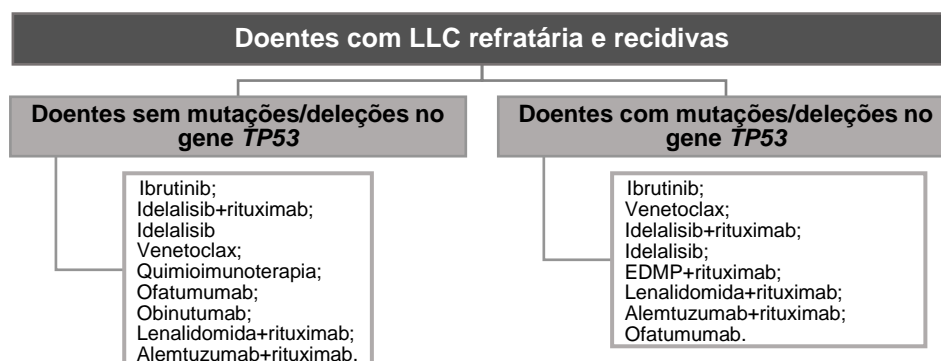 Doentes com LLC refratária e recidivas
Doentes sem mutações/deleções no
gene TP53
Ibrutinib;
Idelalisib+rituximab;
Idelalisib
Venetoclax;
Quimioimunoterapia;
Ofatumumab;
Obinutumab;
Lenalidomida+rituximab;
Alemtuzumab+rituximab.
Doentes com mutações/deleções no
gene TP53
Ibrutinib;
Venetoclax;
Idelalisib+rituximab;
Idelalisib;
EDMP+rituximab;
Lenalidomida+rituximab;
Alemtuzumab+rituximab;
Ofatumumab.